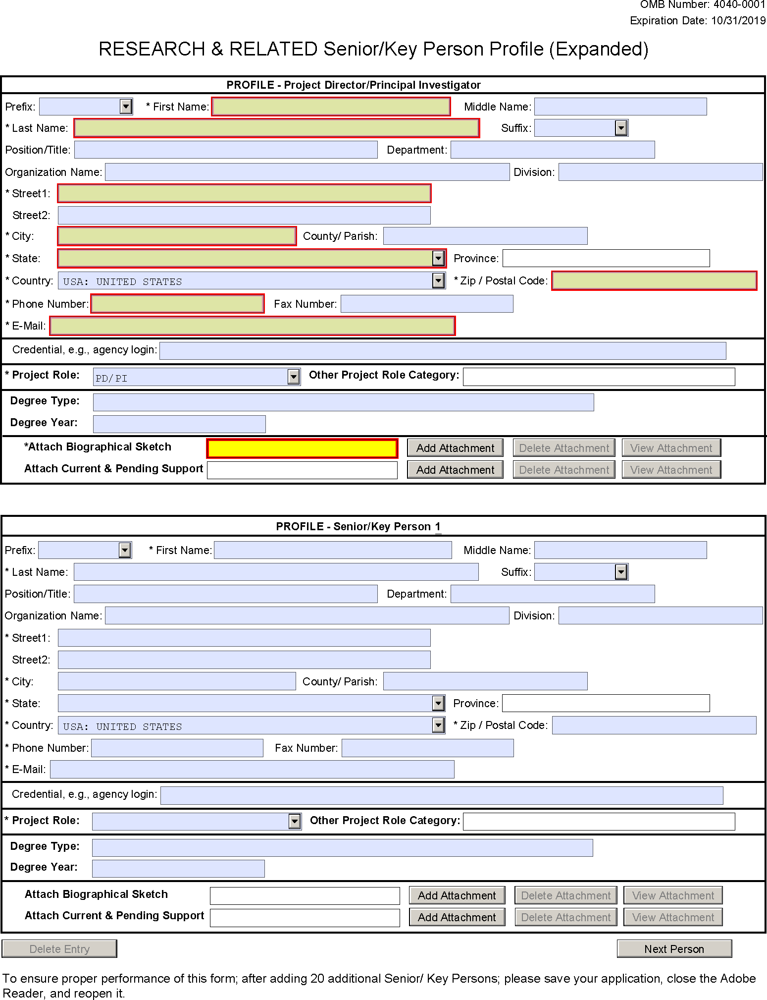 OMB Number: 4040-0001
Expiration Date: 10/31/2019
RESEARCH & RELATED Senior/Key Person Profile (Expanded)
PROFILE - Project Director/Principal Investigator
Prefix: * First Name: Middle Name:
* Last Name: Suffix:
Position/Title: Department:
Organization Name: Division:
* Street1:
Street2:
* City: County/ Parish:
* State: Province:
* Country: USA: UNITED STATES * Zip / Postal Code:
* Phone Number: Fax Number:
* E-Mail:
Credential, e.g., agency login:
* Project Role: PD/PI Other Project Role Category:
Degree Type:
Degree Year:
*Attach Biographical Sketch Add Attachment Delete Attachment View Attachment
Attach Current & Pending Support Add Attachment Delete Attachment View Attachment
PROFILE - Senior/Key Person 1
Prefix: * First Name: Middle Name:
* Last Name: Suffix:
Position/Title: Department:
Organization Name: Division:
* Street1:
Street2:
* City: County/ Parish:
* State: Province:
* Country: USA: UNITED STATES * Zip / Postal Code:
* Phone Number: Fax Number:
* E-Mail:
Credential, e.g., agency login:
* Project Role: Other Project Role Category:
Degree Type:
Degree Year:
Attach Biographical Sketch Add Attachment Delete Attachment View Attachment
Attach Current & Pending Support Add Attachment Delete Attachment View Attachment
Delete Entry Next Person
To ensure proper performance of this form; after adding 20 additional Senior/ Key Persons; please save your application, close the Adobe
Reader, and reopen it.